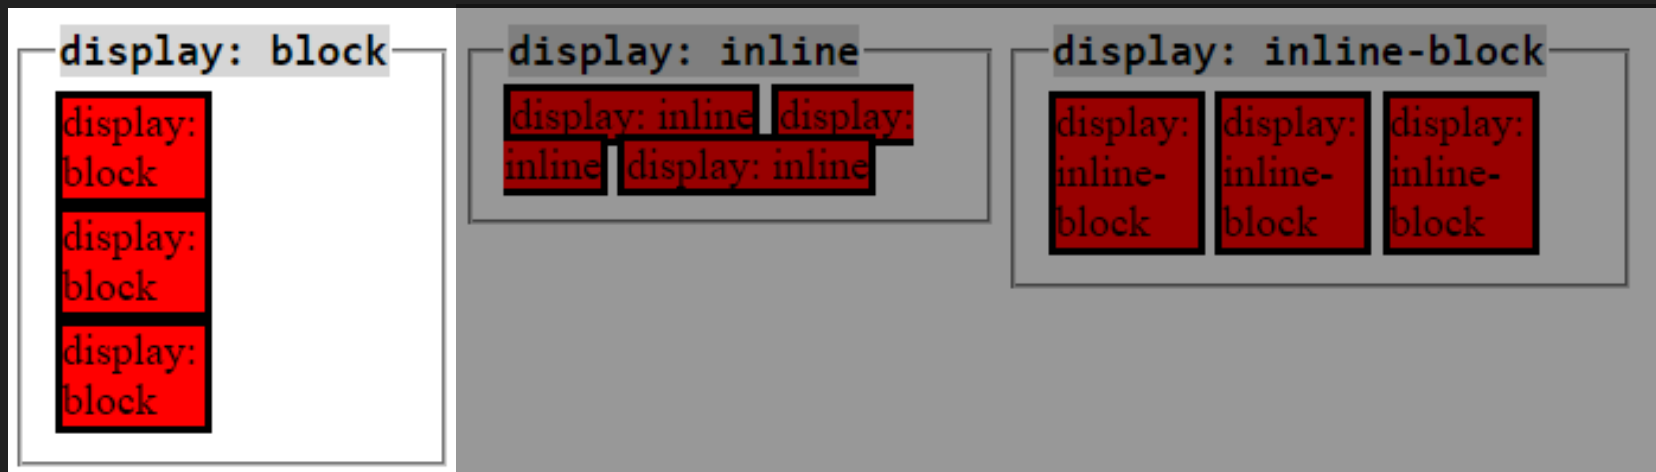 display: block
display:
block
display:
block
display:
block
display: inline
display: inline display:
inline display: inline
display: inline-block
display:
inline-
block
display:
inline-
block
display:
inline-
block